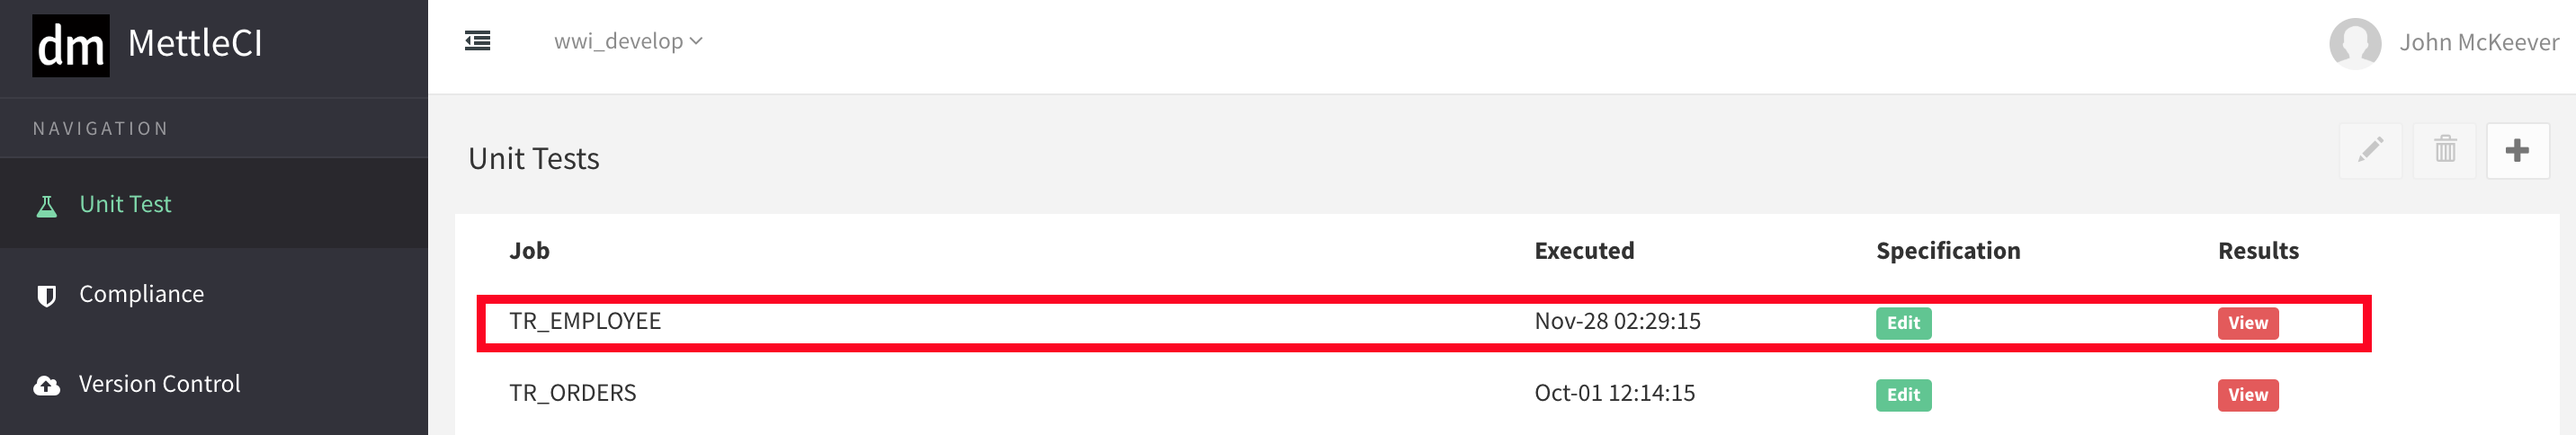 dm MettleCI
wwi_develop
John McKeever
NAVIGATION
Unit Test
Compliance
Version Control
Unit Tests
Job Executed Specification Results
TR_EMPLOYEE Nov-28 02:29:15 Edit View
TR_ORDERS Oct-01 12:14:15 Edit View